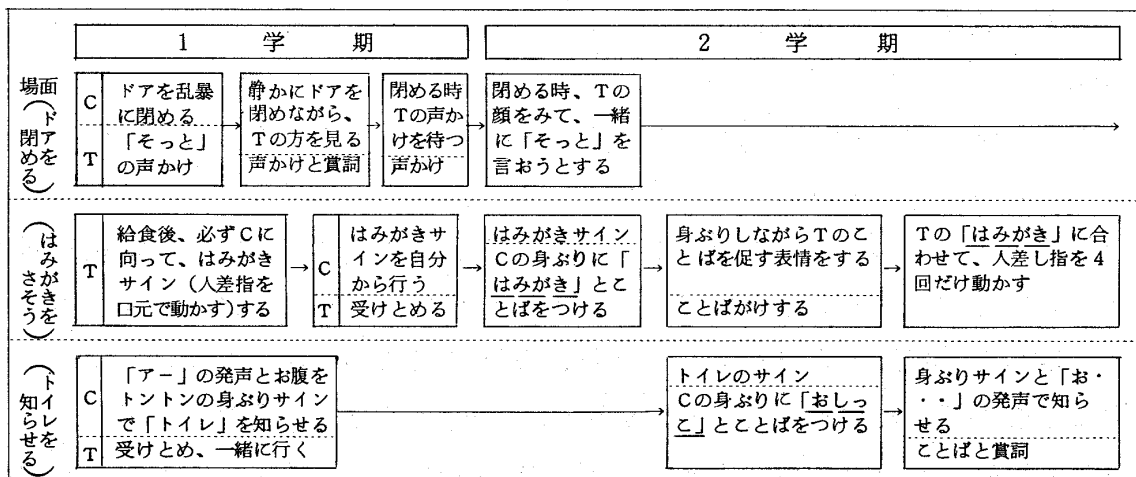 1 学 期
2 学 期
場面
(ドアを
閉める)
C
ドアを乱暴
に閉める
T
「そっと」
の声かけ
静かにドアを
閉めながら、
Tの方を見る
声かけと賞詞
閉める時
Tの声か
けを待つ
声かけ
閉める時、Tの
顔をみて、一緒
に「そっと」を
言おうとする
(はみがきを
さそう)
T
給食後、必ずCに
向って、はみがき
サイン(人差指を
口元で動かす)する
C
はみがきサ
インを自分
から行う
T
受けとめる
はみがきサイン
Cの身ぶりに「
はみがき」とこ
とばをつける
身ぶりしながらTのこ
とばを促す表情をする
ことばがけする
Tの「はみがき」に合
わせて、人差し指を4
回だけ動かす
(トイレを
知らせる)
C
「アー」の発声とお腹を
トントンの身ぶりサイン
で「トイレ」を知らせる
T
受けとめ、一緒に行く
トイレのサイン
Cの身ぶりに「おしっ
こ」とことばをつける
身ぶりサインと「お・
・・」の発声で知ら
せる
ことばと賞詞